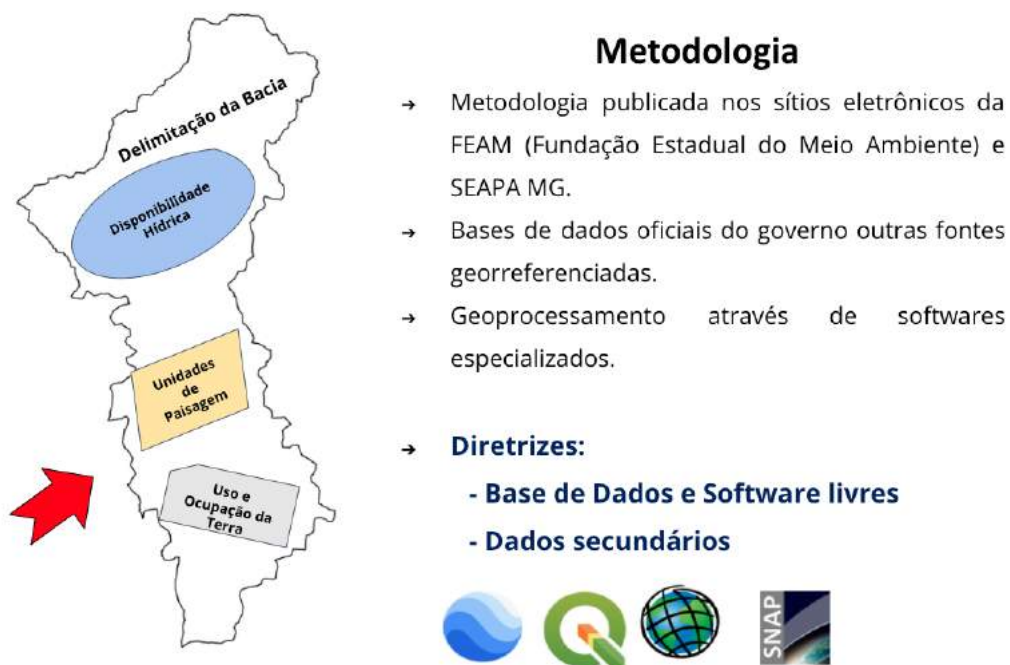 Metodologia
→ Metodologia publicada nos sítios eletrônicos da
FEAM (Fundação Estadual do Meio Ambiente) e
SEAPA MG.
→ Bases de dados oficiais do governo outras fontes
georreferenciadas.
→ Geoprocessamento através de softwares
especializados.
→ Diretrizes:
- Base de Dados e Software livres
- Dados secundários
Delimitação da Bacia
Disponibilidade
Hídrica
Unidades
de
Paisagem
Uso e
Ocupação da
Terra
SNAP